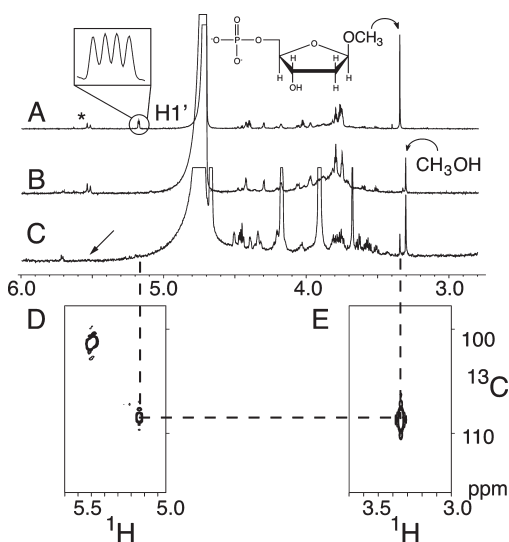 O
-O P O
O-
O
OCH3
H H
H H
OH H
A
*
H1'
B
CH3OH
C
6.0 5.0 4.0 3.0
D
E
100
13C
110
ppm
5.5 5.0
1H
3.5 3.0
1H